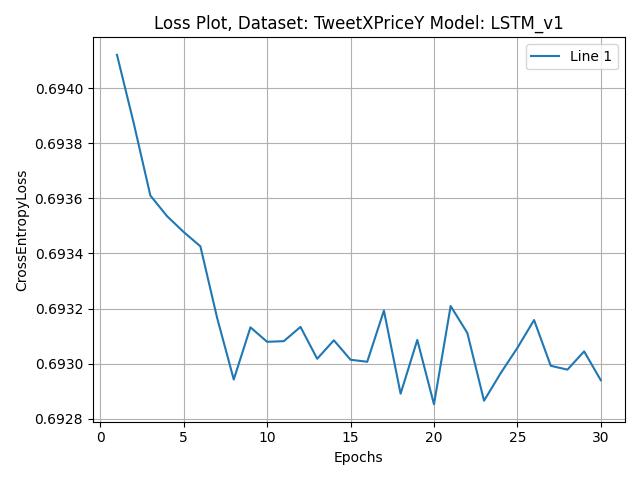 Loss Plot, Dataset: TweetXPriceY Model: LSTM_v1
Line 1
CrossEntropyLoss
0.6940
0.6938
0.6936
0.6934
0.6932
0.6930
0.6928
0 5 10 15 20 25 30
Epochs